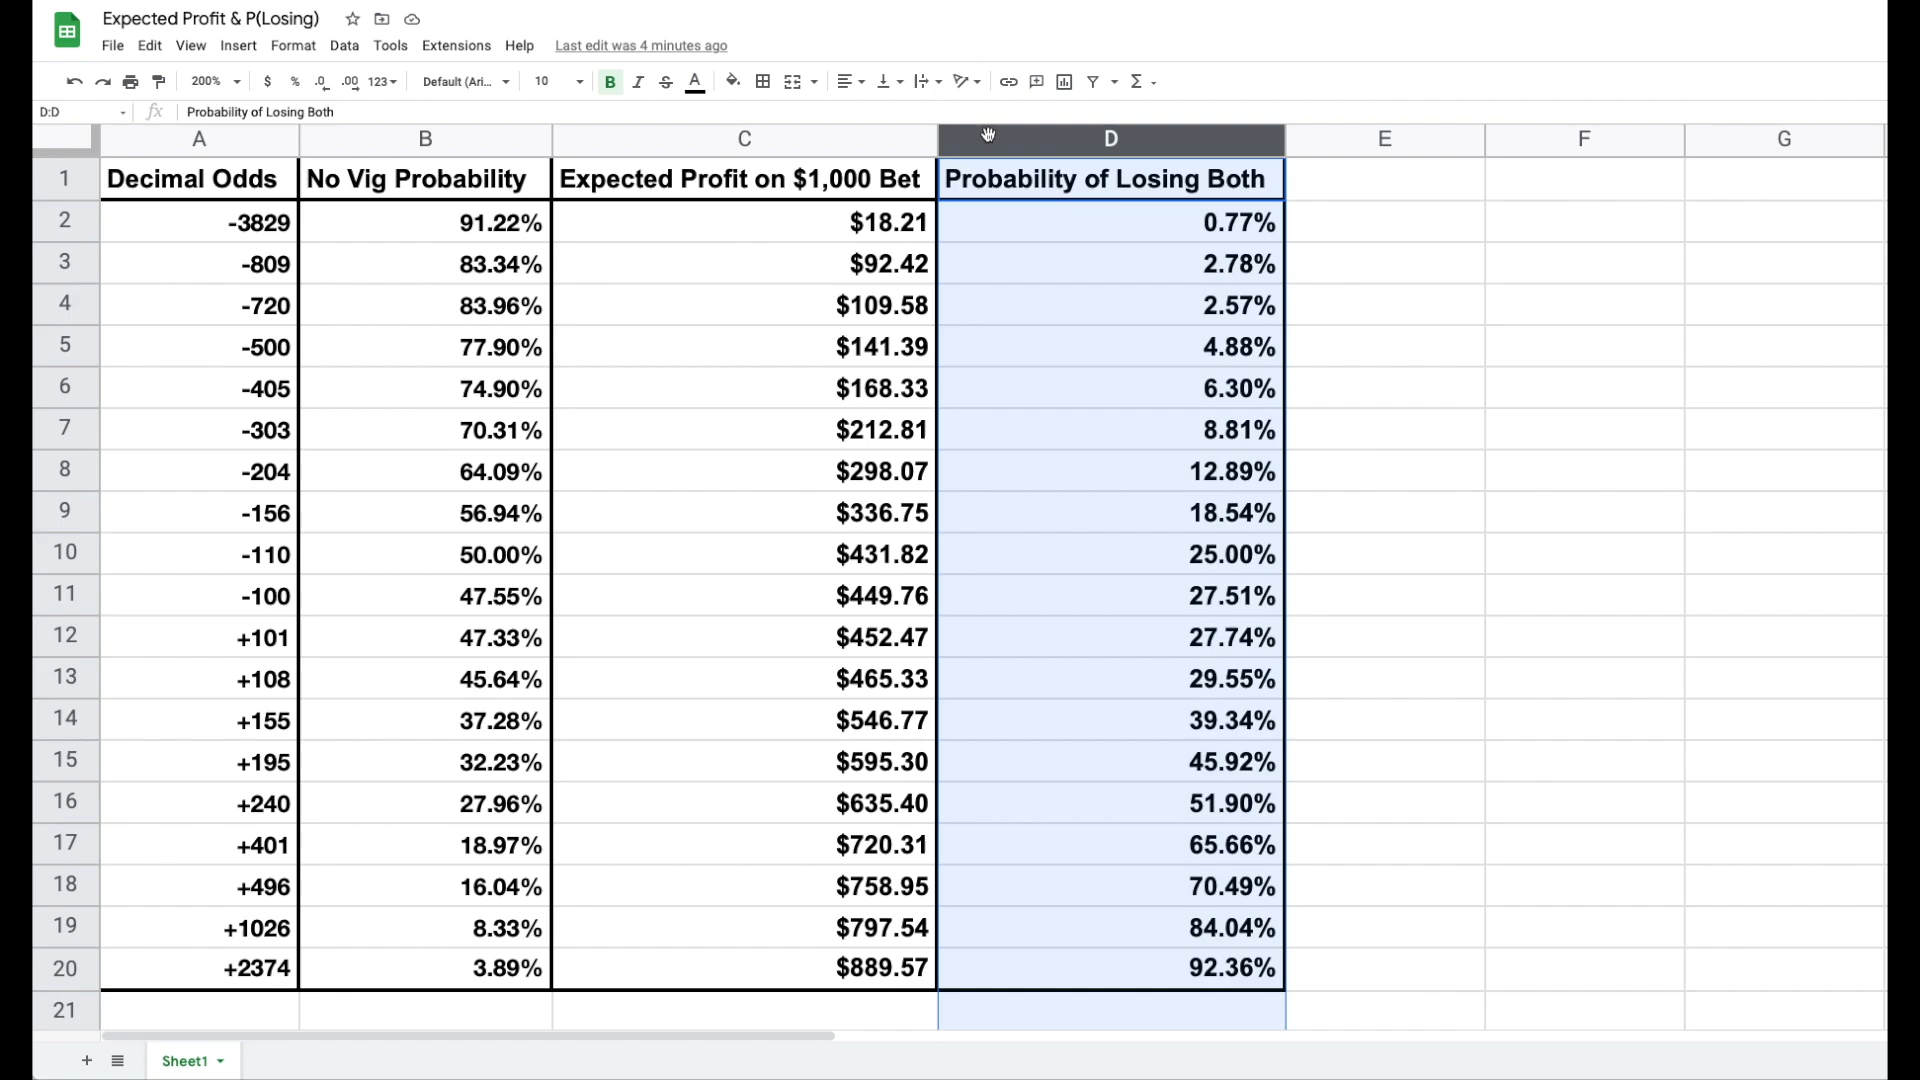 Expected Profit & P(Losing)
File Edit View Insert Format Data Tools Extensions Help Last edit was 4 minutes ago
200% $ % .0 .00 123 Default (Ari... 10 B I S A Σ
D:D fx Probability of Losing Both
A B C D E F G
1 Decimal Odds No Vig Probability Expected Profit on $1,000 Bet Probability of Losing Both
2 -3829 91.22% $18.21 0.77%
3 -809 83.34% $92.42 2.78%
4 -720 83.96% $109.58 2.57%
5 -500 77.90% $141.39 4.88%
6 -405 74.90% $168.33 6.30%
7 -303 70.31% $212.81 8.81%
8 -204 64.09% $298.07 12.89%
9 -156 56.94% $336.75 18.54%
10 -110 50.00% $431.82 25.00%
11 -100 47.55% $449.76 27.51%
12 +101 47.33% $452.47 27.74%
13 +108 45.64% $465.33 29.55%
14 +155 37.28% $546.77 39.34%
15 +195 32.23% $595.30 45.92%
16 +240 27.96% $635.40 51.90%
17 +401 18.97% $720.31 65.66%
18 +496 16.04% $758.95 70.49%
19 +1026 8.33% $797.54 84.04%
20 +2374 3.89% $889.57 92.36%
21
+ Sheet1